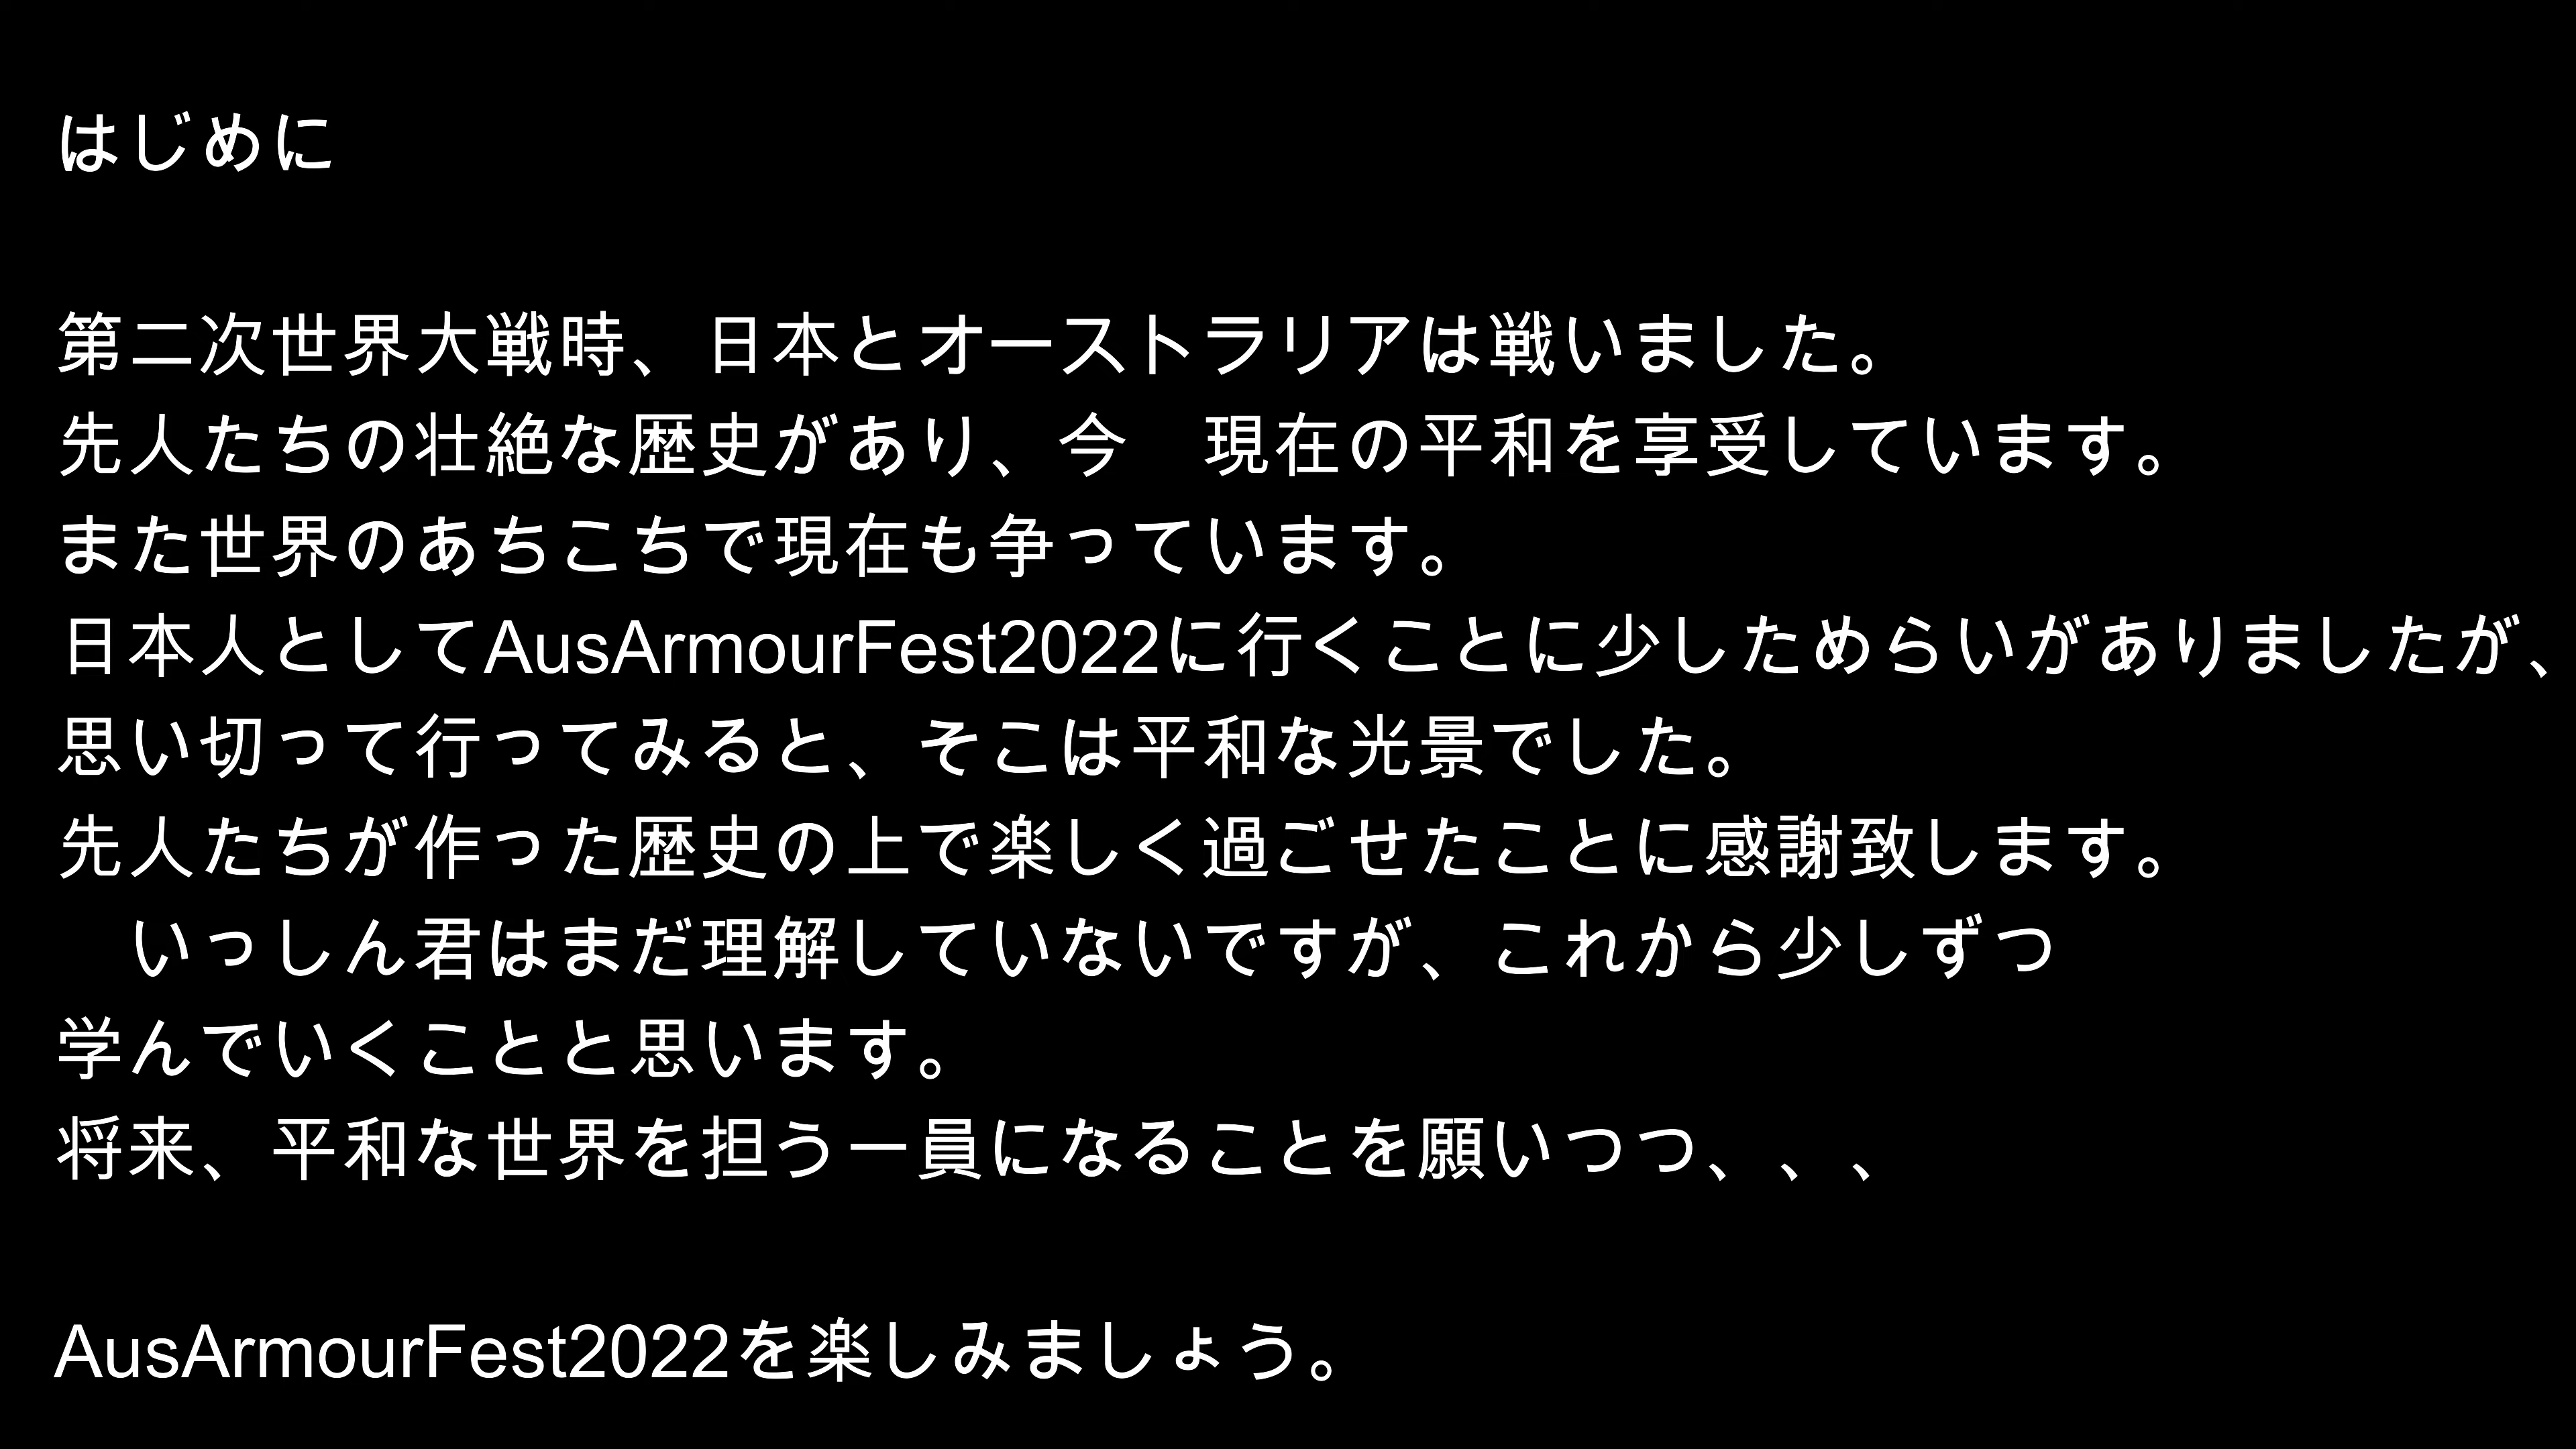 はじめに
第二次世界大戦時、日本とオーストラリアは戦いました。
先人たちの壮絶な歴史があり、今　現在の平和を享受しています。
また世界のあちこちで現在も争っています。
日本人としてAusArmourFest2022に行くことに少しためらいがありましたが、
思い切って行ってみると、そこは平和な光景でした。
先人たちが作った歴史の上で楽しく過ごせたことに感謝致します。
　いっしん君はまだ理解していないですが、これから少しずつ
学んでいくことと思います。
将来、平和な世界を担う一員になることを願いつつ、、、
AusArmourFest2022を楽しみましょう。